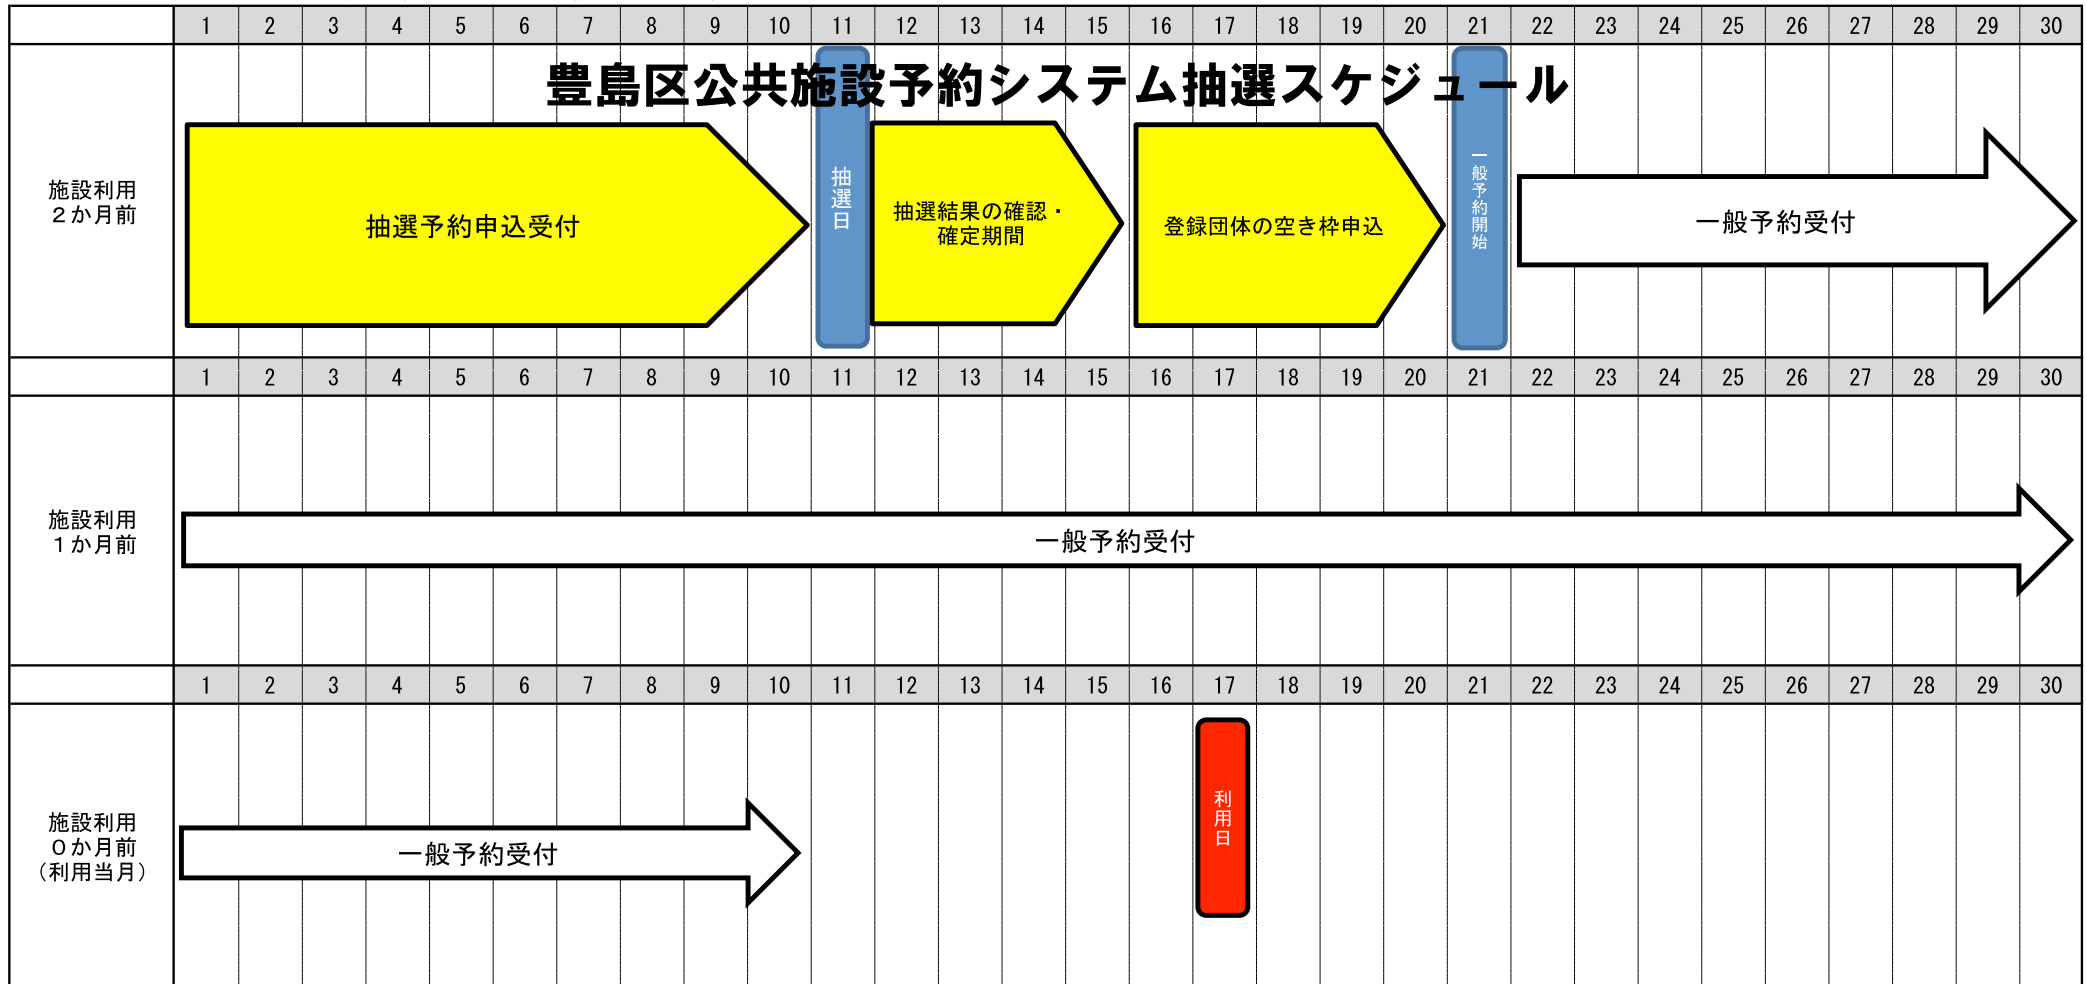 1 2 3 4 5 6 7 8 9 10 11 12 13 14 15 16 17 18 19 20 21 22 23 24 25 26 27 28 29 30
豊島区公共施設予約システム抽選スケジュール
施設利用
２か月前
抽選予約申込受付
抽選日
抽選結果の確認・
確定期間
登録団体の空き枠申込
一般予約開始
一般予約受付
1 2 3 4 5 6 7 8 9 10 11 12 13 14 15 16 17 18 19 20 21 22 23 24 25 26 27 28 29 30
施設利用
１か月前
一般予約受付
1 2 3 4 5 6 7 8 9 10 11 12 13 14 15 16 17 18 19 20 21 22 23 24 25 26 27 28 29 30
施設利用
０か月前
（利用当月）
一般予約受付
利用日